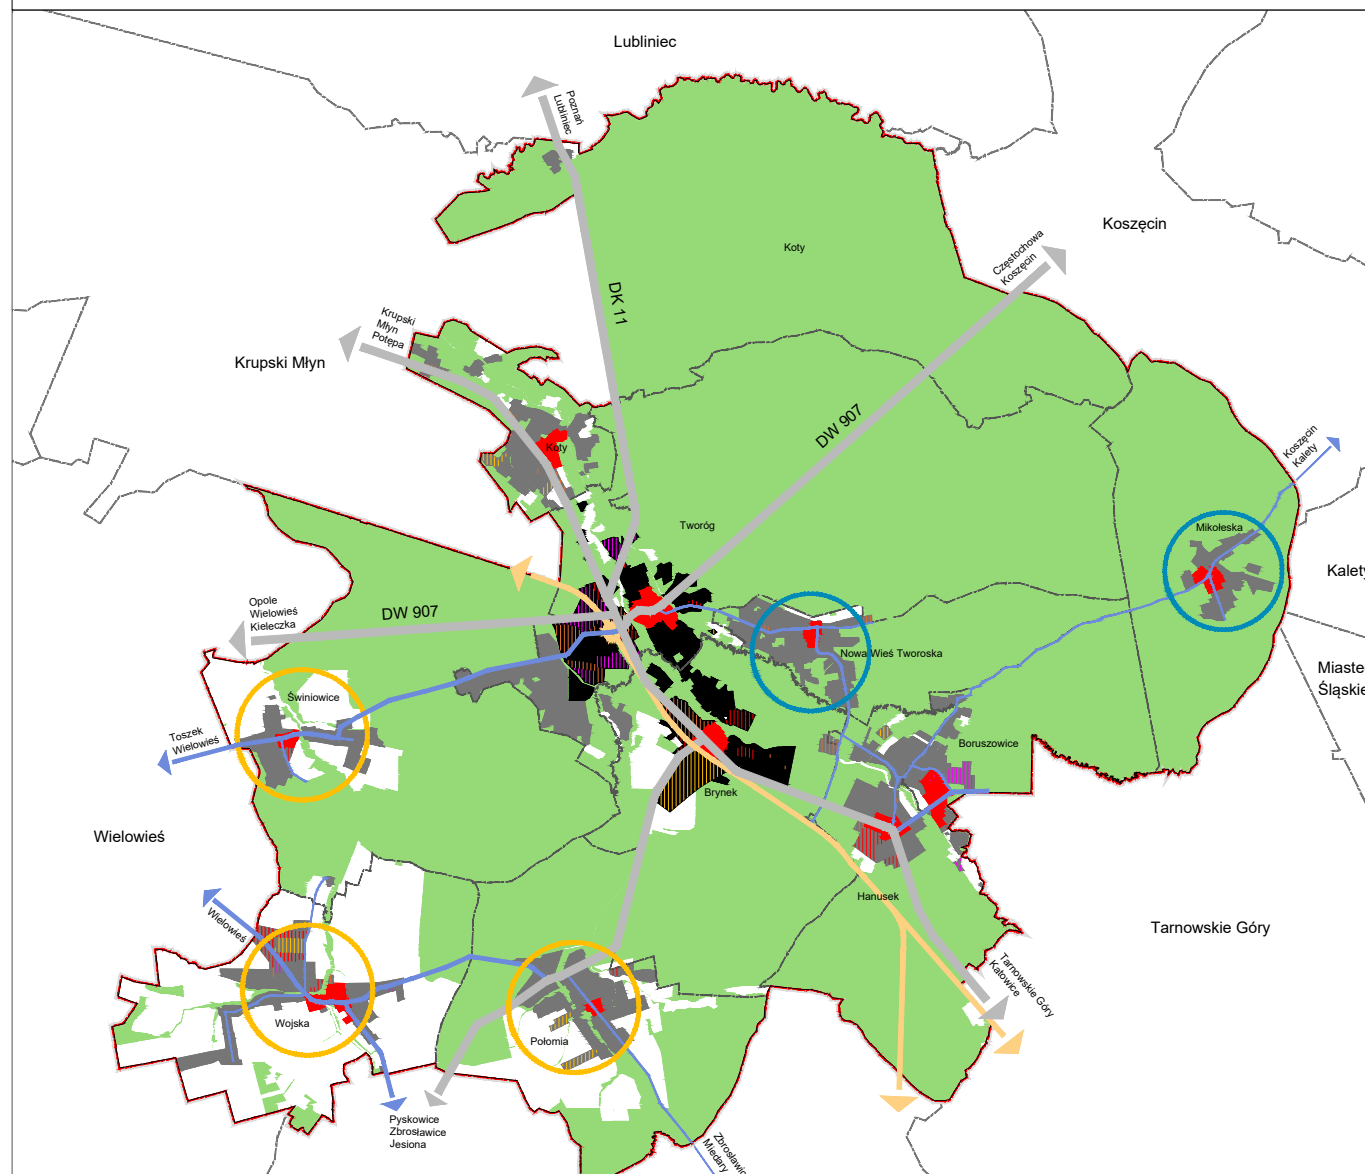 Lubliniec
Poznań
Lubliniec
Koszęcin
Koty
Częstochowa
Koszęcin
DK 11
Krupski
Młyn
Potępa
Krupski Młyn
DW 907
Koty
Koszęcin
Kalety
Tworóg
Mikołeska
Kalety
Opole
Wielowieś
Kieleczka
DW 907
Nowa Wieś Tworoska
Miaste
Śląskie
Świniowice
Toszek
Wielowieś
Boruszowice
Brynek
Wielowieś
Hanusek
Wielowieś
Tarnowskie Góry
Tarnowskie Góry
Katowice
Wojska
Połomia
Pyskowice
Zbrosławice
Jesiona
Zbrosławic
Miedary